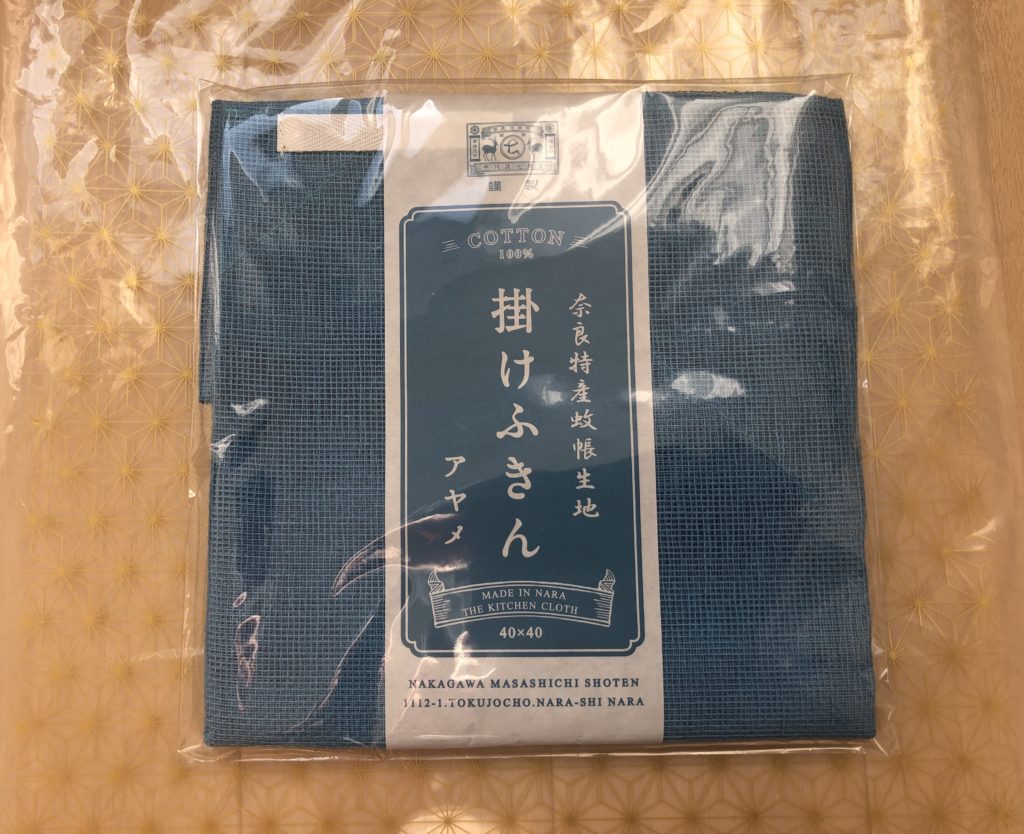 七
謹製
COTTON
100%
奈良特産蚊帳生地
掛けふきん
アヤメ
MADE IN NARA
THE KITCHEN CLOTH
40×40
NAKAGAWA MASASHICHI SHOTEN
1112-1.TOKUJOCHO.NARA-SHI NARA